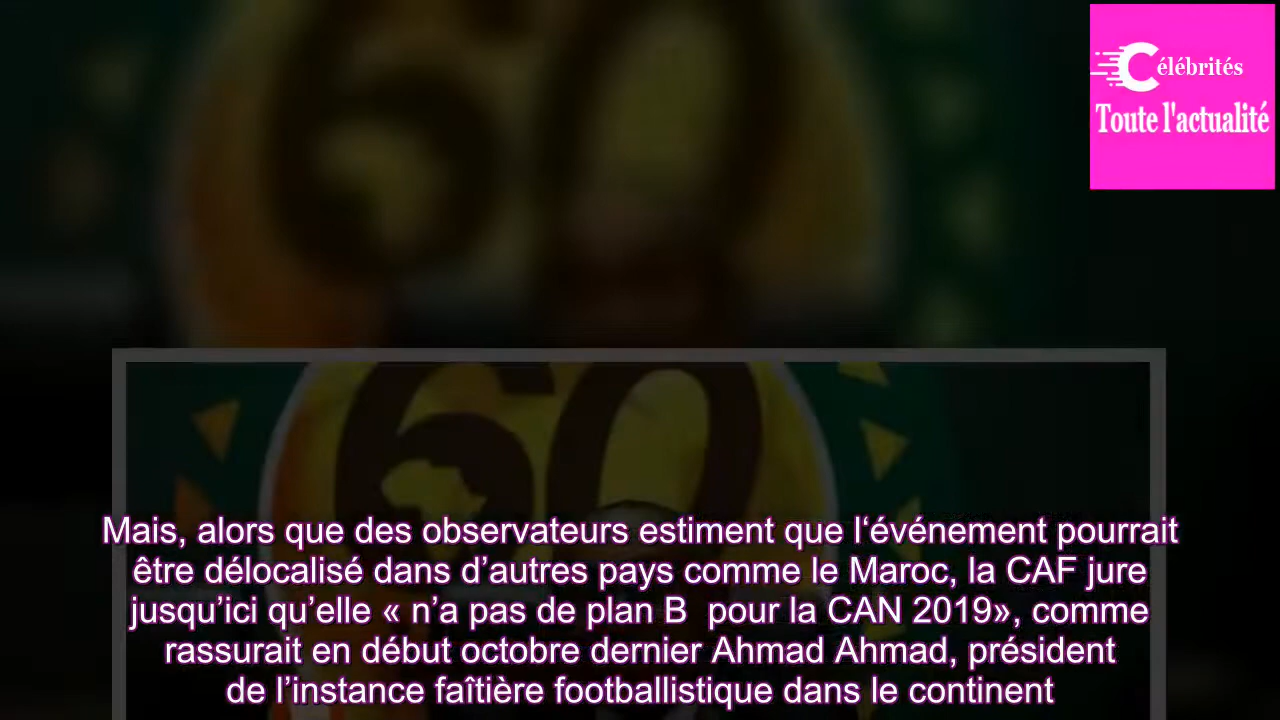 Célébrités
Toute l'actualité
60
60
Mais, alors que des observateurs estiment que l‘événement pourrait
être délocalisé dans d’autres pays comme le Maroc, la CAF jure
jusqu’ici qu’elle « n’a pas de plan B  pour la CAN 2019», comme
rassurait en début octobre dernier Ahmad Ahmad, président
de l’instance faîtière footballistique dans le continent